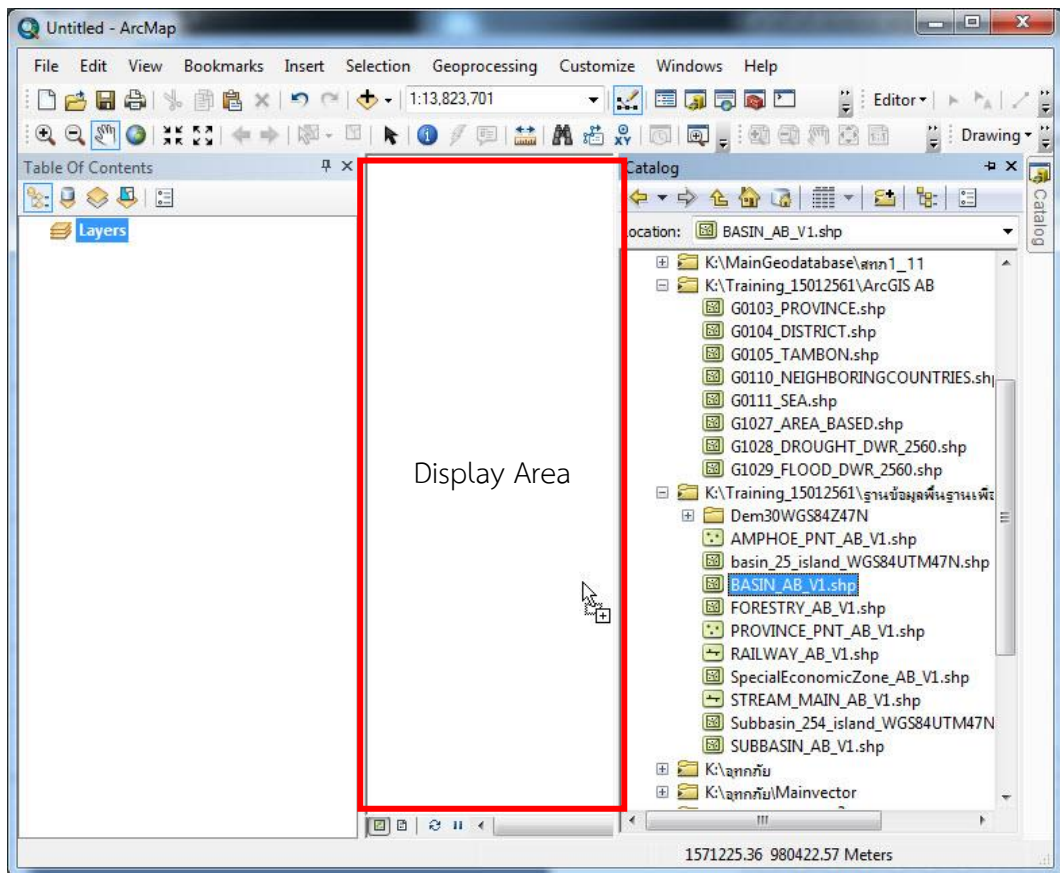 Untitled - ArcMap
File Edit View Bookmarks Insert Selection Geoprocessing Customize Windows Help
1:13,823,701
Editor
Drawing
Table Of Contents
Layers
Display Area
Catalog
Location: BASIN_AB_V1.shp
K:\MainGeodatabase\สทภ1_11
K:\Training_15012561\ArcGIS AB
G0103_PROVINCE.shp
G0104_DISTRICT.shp
G0105_TAMBON.shp
G0110_NEIGHBORINGCOUNTRIES.shp
G0111_SEA.shp
G1027_AREA_BASED.shp
G1028_DROUGHT_DWR_2560.shp
G1029_FLOOD_DWR_2560.shp
K:\Training_15012561\ฐานข้อมูลพื้นฐานเพื่อ
Dem30WGS84Z47N
AMPHOE_PNT_AB_V1.shp
basin_25_island_WGS84UTM47N.shp
BASIN_AB_V1.shp
FORESTRY_AB_V1.shp
PROVINCE_PNT_AB_V1.shp
RAILWAY_AB_V1.shp
SpecialEconomicZone_AB_V1.shp
STREAM_MAIN_AB_V1.shp
Subbasin_254_island_WGS84UTM47N
SUBBASIN_AB_V1.shp
K:\อุทกภัย
K:\อุทกภัย\Mainvector
Catalog
1571225.36 980422.57 Meters